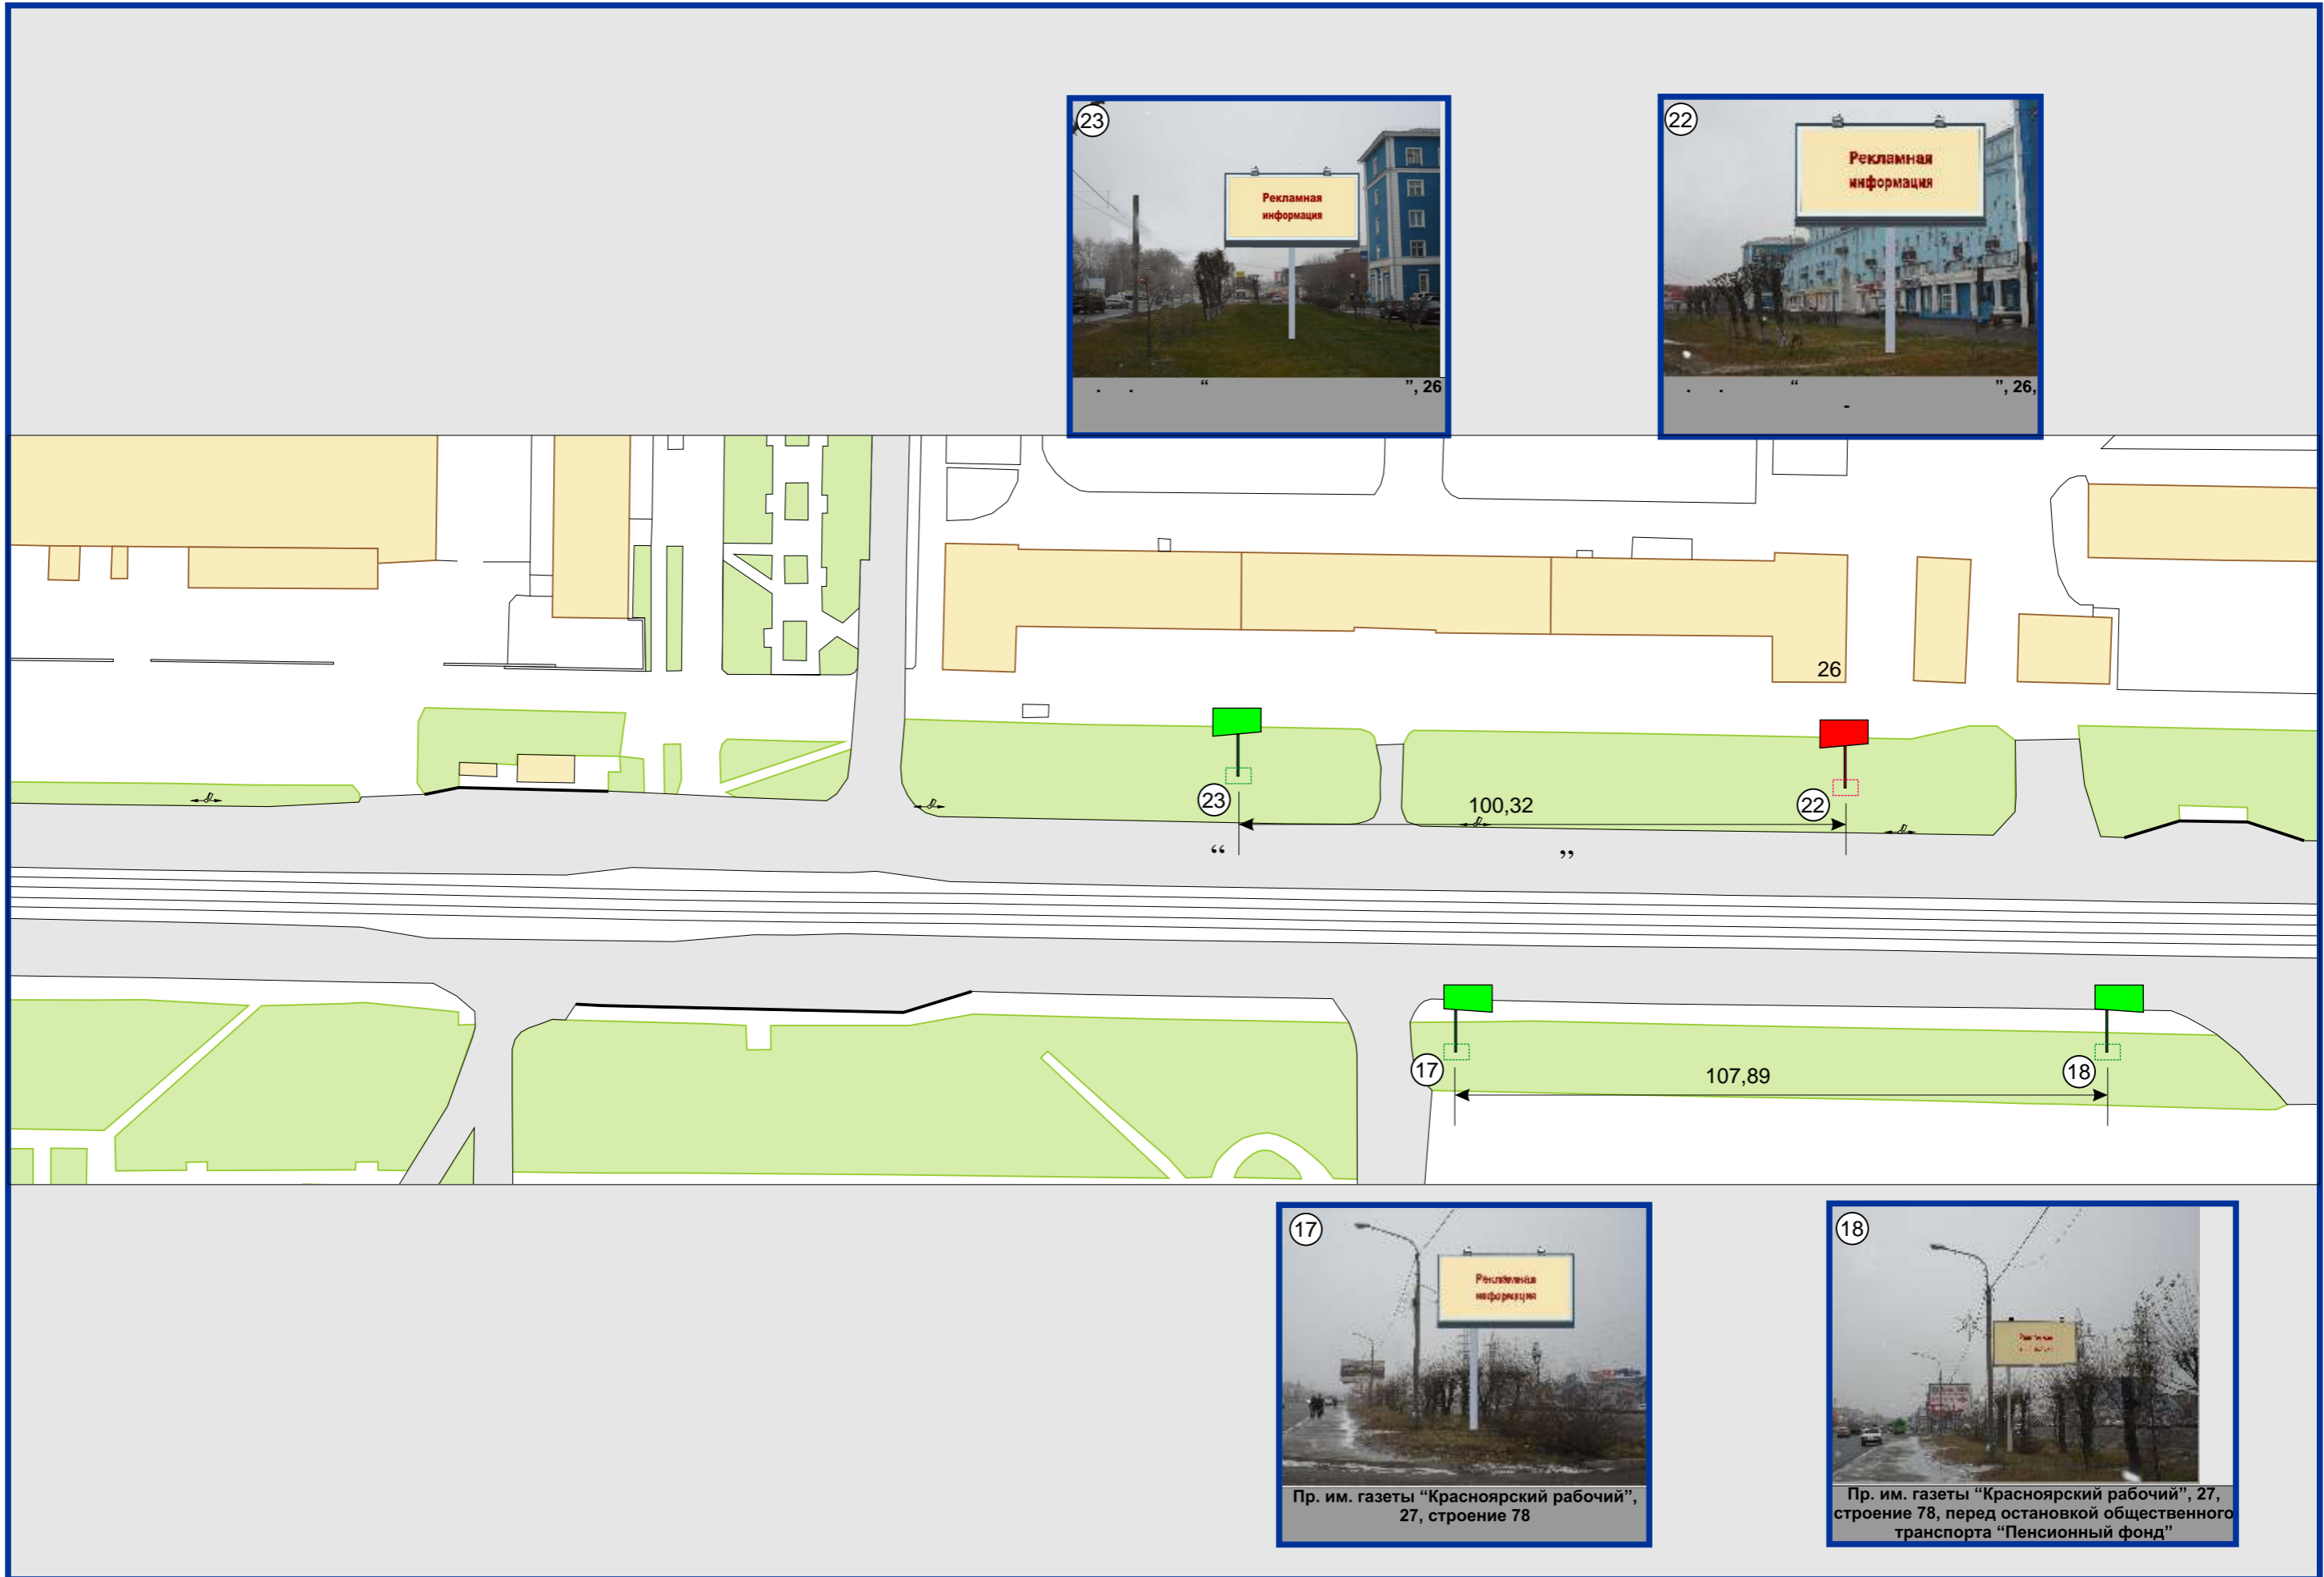 23
Рекламная
информация
. . “ ”, 26
22
Рекламная
информация
. . “ ”, 26,
-
26
23
100,32
22
“ ”
17
107,89
18
17
Рекламная
информация
Пр. им. газеты “Красноярский рабочий”,
27, строение 78
18
Пр. им. газеты “Красноярский рабочий”, 27,
строение 78, перед остановкой общественного
транспорта “Пенсионный фонд”